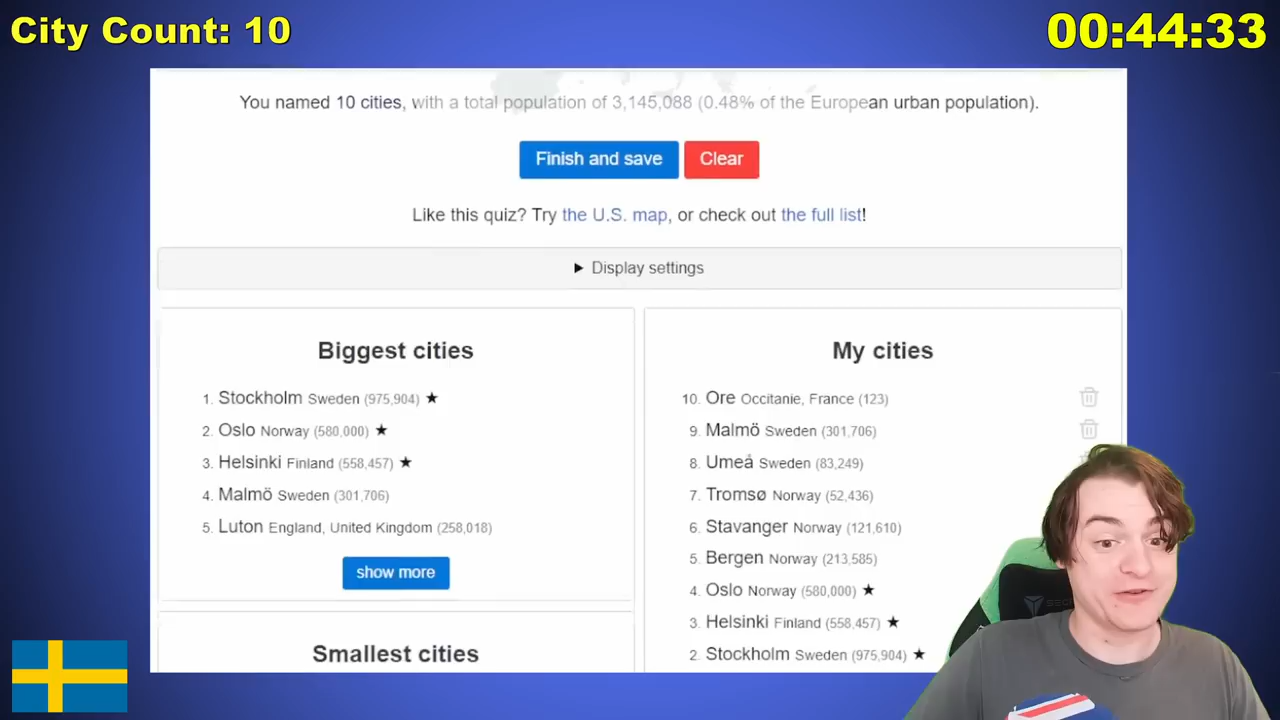 City Count: 10
00:44:33
You named 10 cities, with a total population of 3,145,088 (0.48% of the European urban population).
Finish and save
Clear
Like this quiz? Try the U.S. map, or check out the full list!
▶ Display settings
Biggest cities
1. Stockholm Sweden (975,904) ★
2. Oslo Norway (580,000) ★
3. Helsinki Finland (558,457) ★
4. Malmö Sweden (301,706)
5. Luton England, United Kingdom (258,018)
show more
Smallest cities
My cities
10. Ore Occitanie, France (123)
9. Malmö Sweden (301,706)
8. Umeå Sweden (83,249)
7. Tromsø Norway (52,436)
6. Stavanger Norway (121,610)
5. Bergen Norway (213,585)
4. Oslo Norway (580,000) ★
3. Helsinki Finland (558,457) ★
2. Stockholm Sweden (975,904) ★